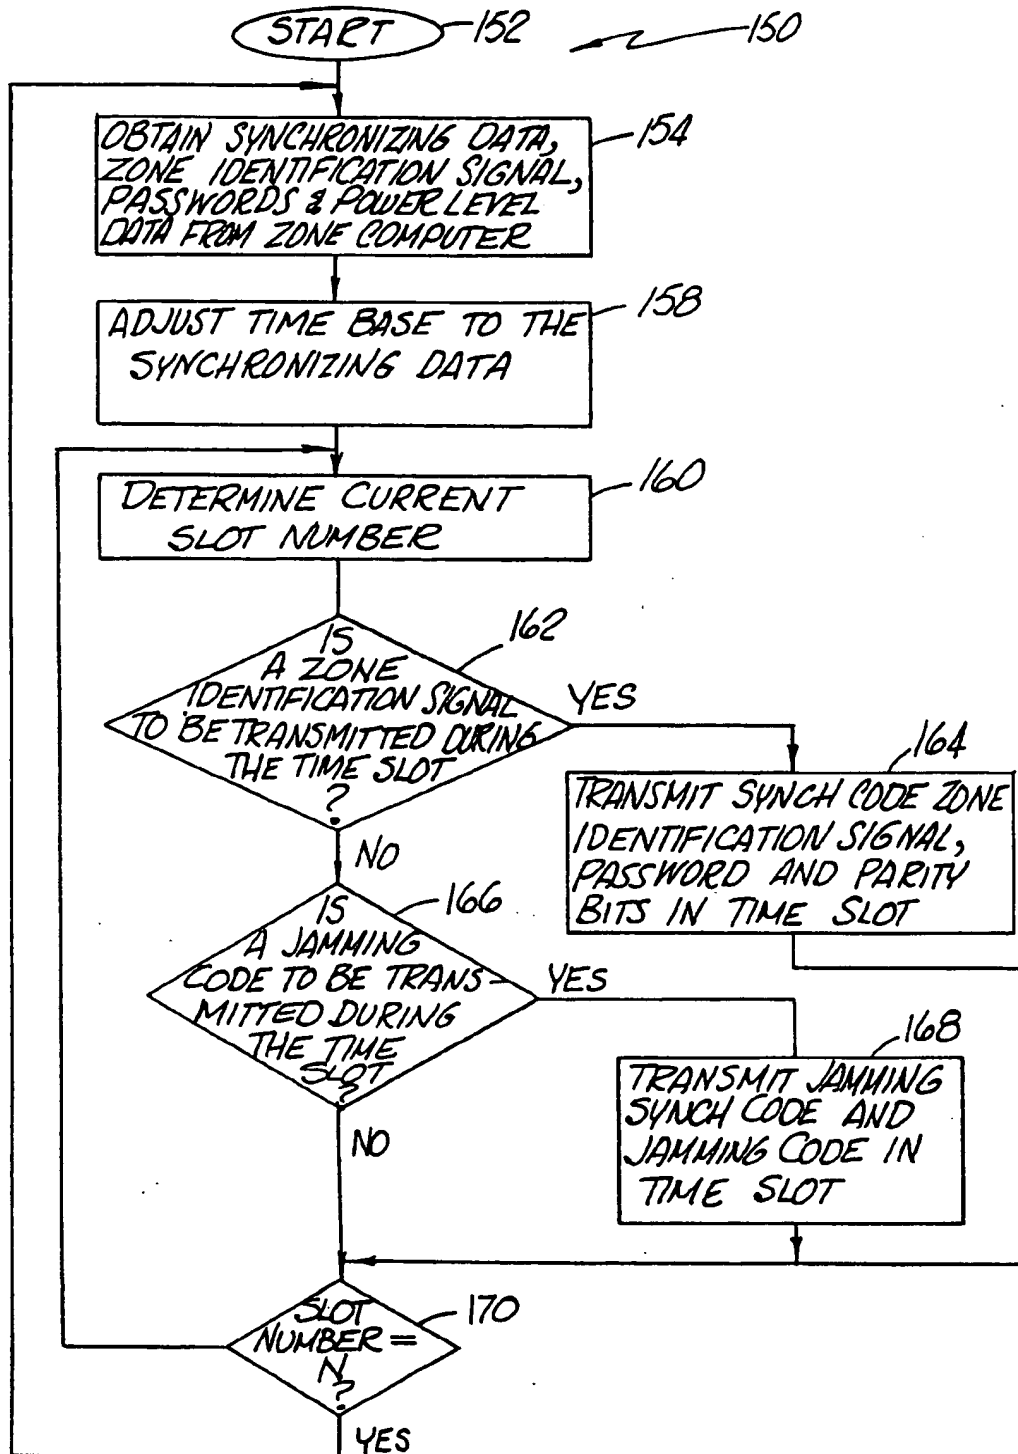 START
152
150
OBTAIN SYNCHRONIZING DATA,
ZONE IDENTIFICATION SIGNAL,
PASSWORDS & POWER LEVEL
DATA FROM ZONE COMPUTER
154
ADJUST TIME BASE TO THE
SYNCHRONIZING DATA
158
DETERMINE CURRENT
SLOT NUMBER
160
IS
A ZONE
IDENTIFICATION SIGNAL
TO BE TRANSMITTED DURING
THE TIME SLOT
?
162
YES
NO
164
TRANSMIT SYNCH CODE ZONE
IDENTIFICATION SIGNAL,
PASSWORD AND PARITY
BITS IN TIME SLOT
IS
A JAMMING
CODE TO BE TRANS-
MITTED DURING
THE TIME
SLOT
?
166
YES
NO
168
TRANSMIT JAMMING
SYNCH CODE AND
JAMMING CODE IN
TIME SLOT
SLOT
NUMBER =
N
?
170
YES